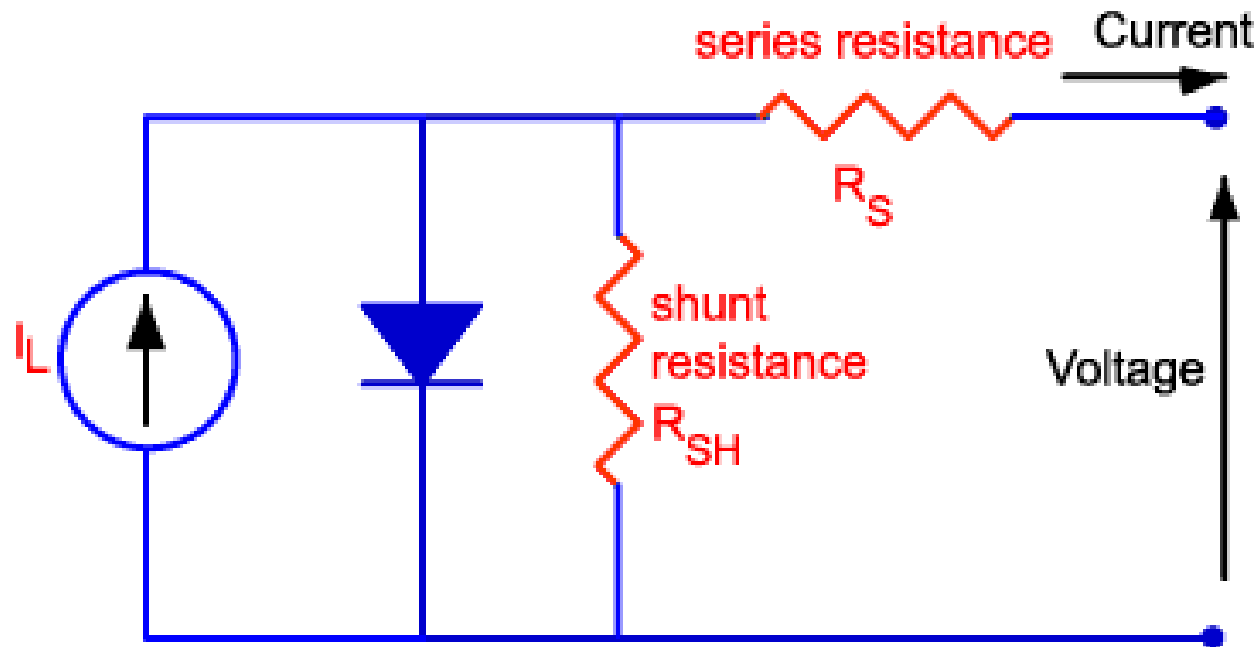 series resistance
Current
R_S
I_L
shunt
resistance
R_SH
Voltage